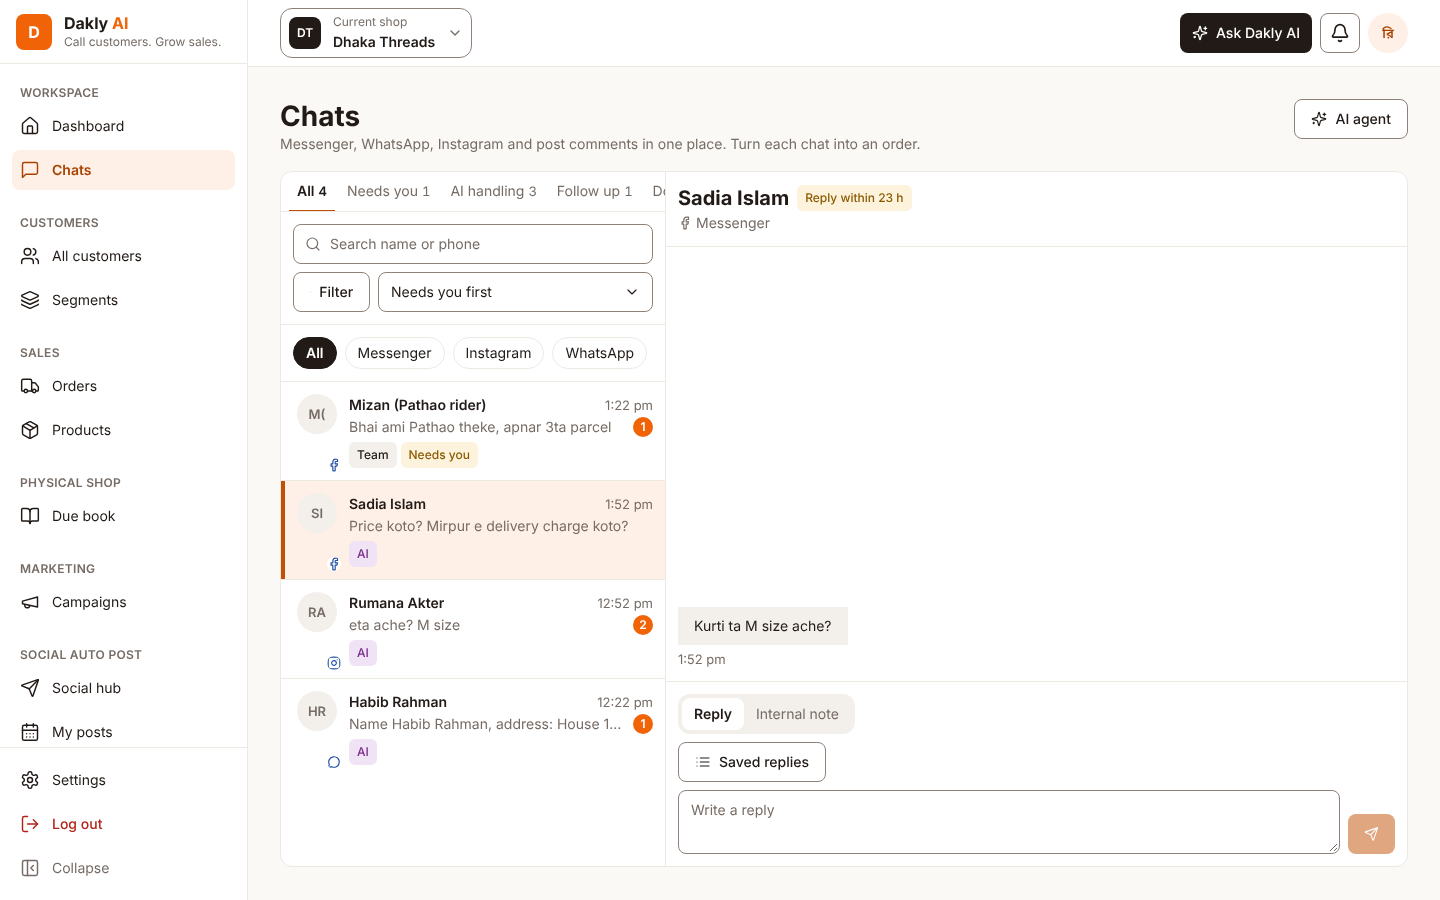 D
Dakly AI
Call customers. Grow sales.
WORKSPACE
Dashboard
Chats
CUSTOMERS
All customers
Segments
SALES
Orders
Products
PHYSICAL SHOP
Due book
MARKETING
Campaigns
SOCIAL AUTO POST
Social hub
My posts
Settings
Log out
Collapse
DT
Current shop
Dhaka Threads
Ask Dakly AI
রি
Chats
Messenger, WhatsApp, Instagram and post comments in one place. Turn each chat into an order.
AI agent
All 4 Needs you 1 AI handling 3 Follow up 1
Search name or phone
Filter
Needs you first
All Messenger Instagram WhatsApp
M(
Mizan (Pathao rider) 1:22 pm
Bhai ami Pathao theke, apnar 3ta parcel 1
Team Needs you
SI
Sadia Islam 1:52 pm
Price koto? Mirpur e delivery charge koto?
AI
RA
Rumana Akter 12:52 pm
eta ache? M size 2
AI
HR
Habib Rahman 12:22 pm
Name Habib Rahman, address: House 1... 1
AI
Sadia Islam Reply within 23 h
Messenger
Kurti ta M size ache?
1:52 pm
Reply Internal note
Saved replies
Write a reply